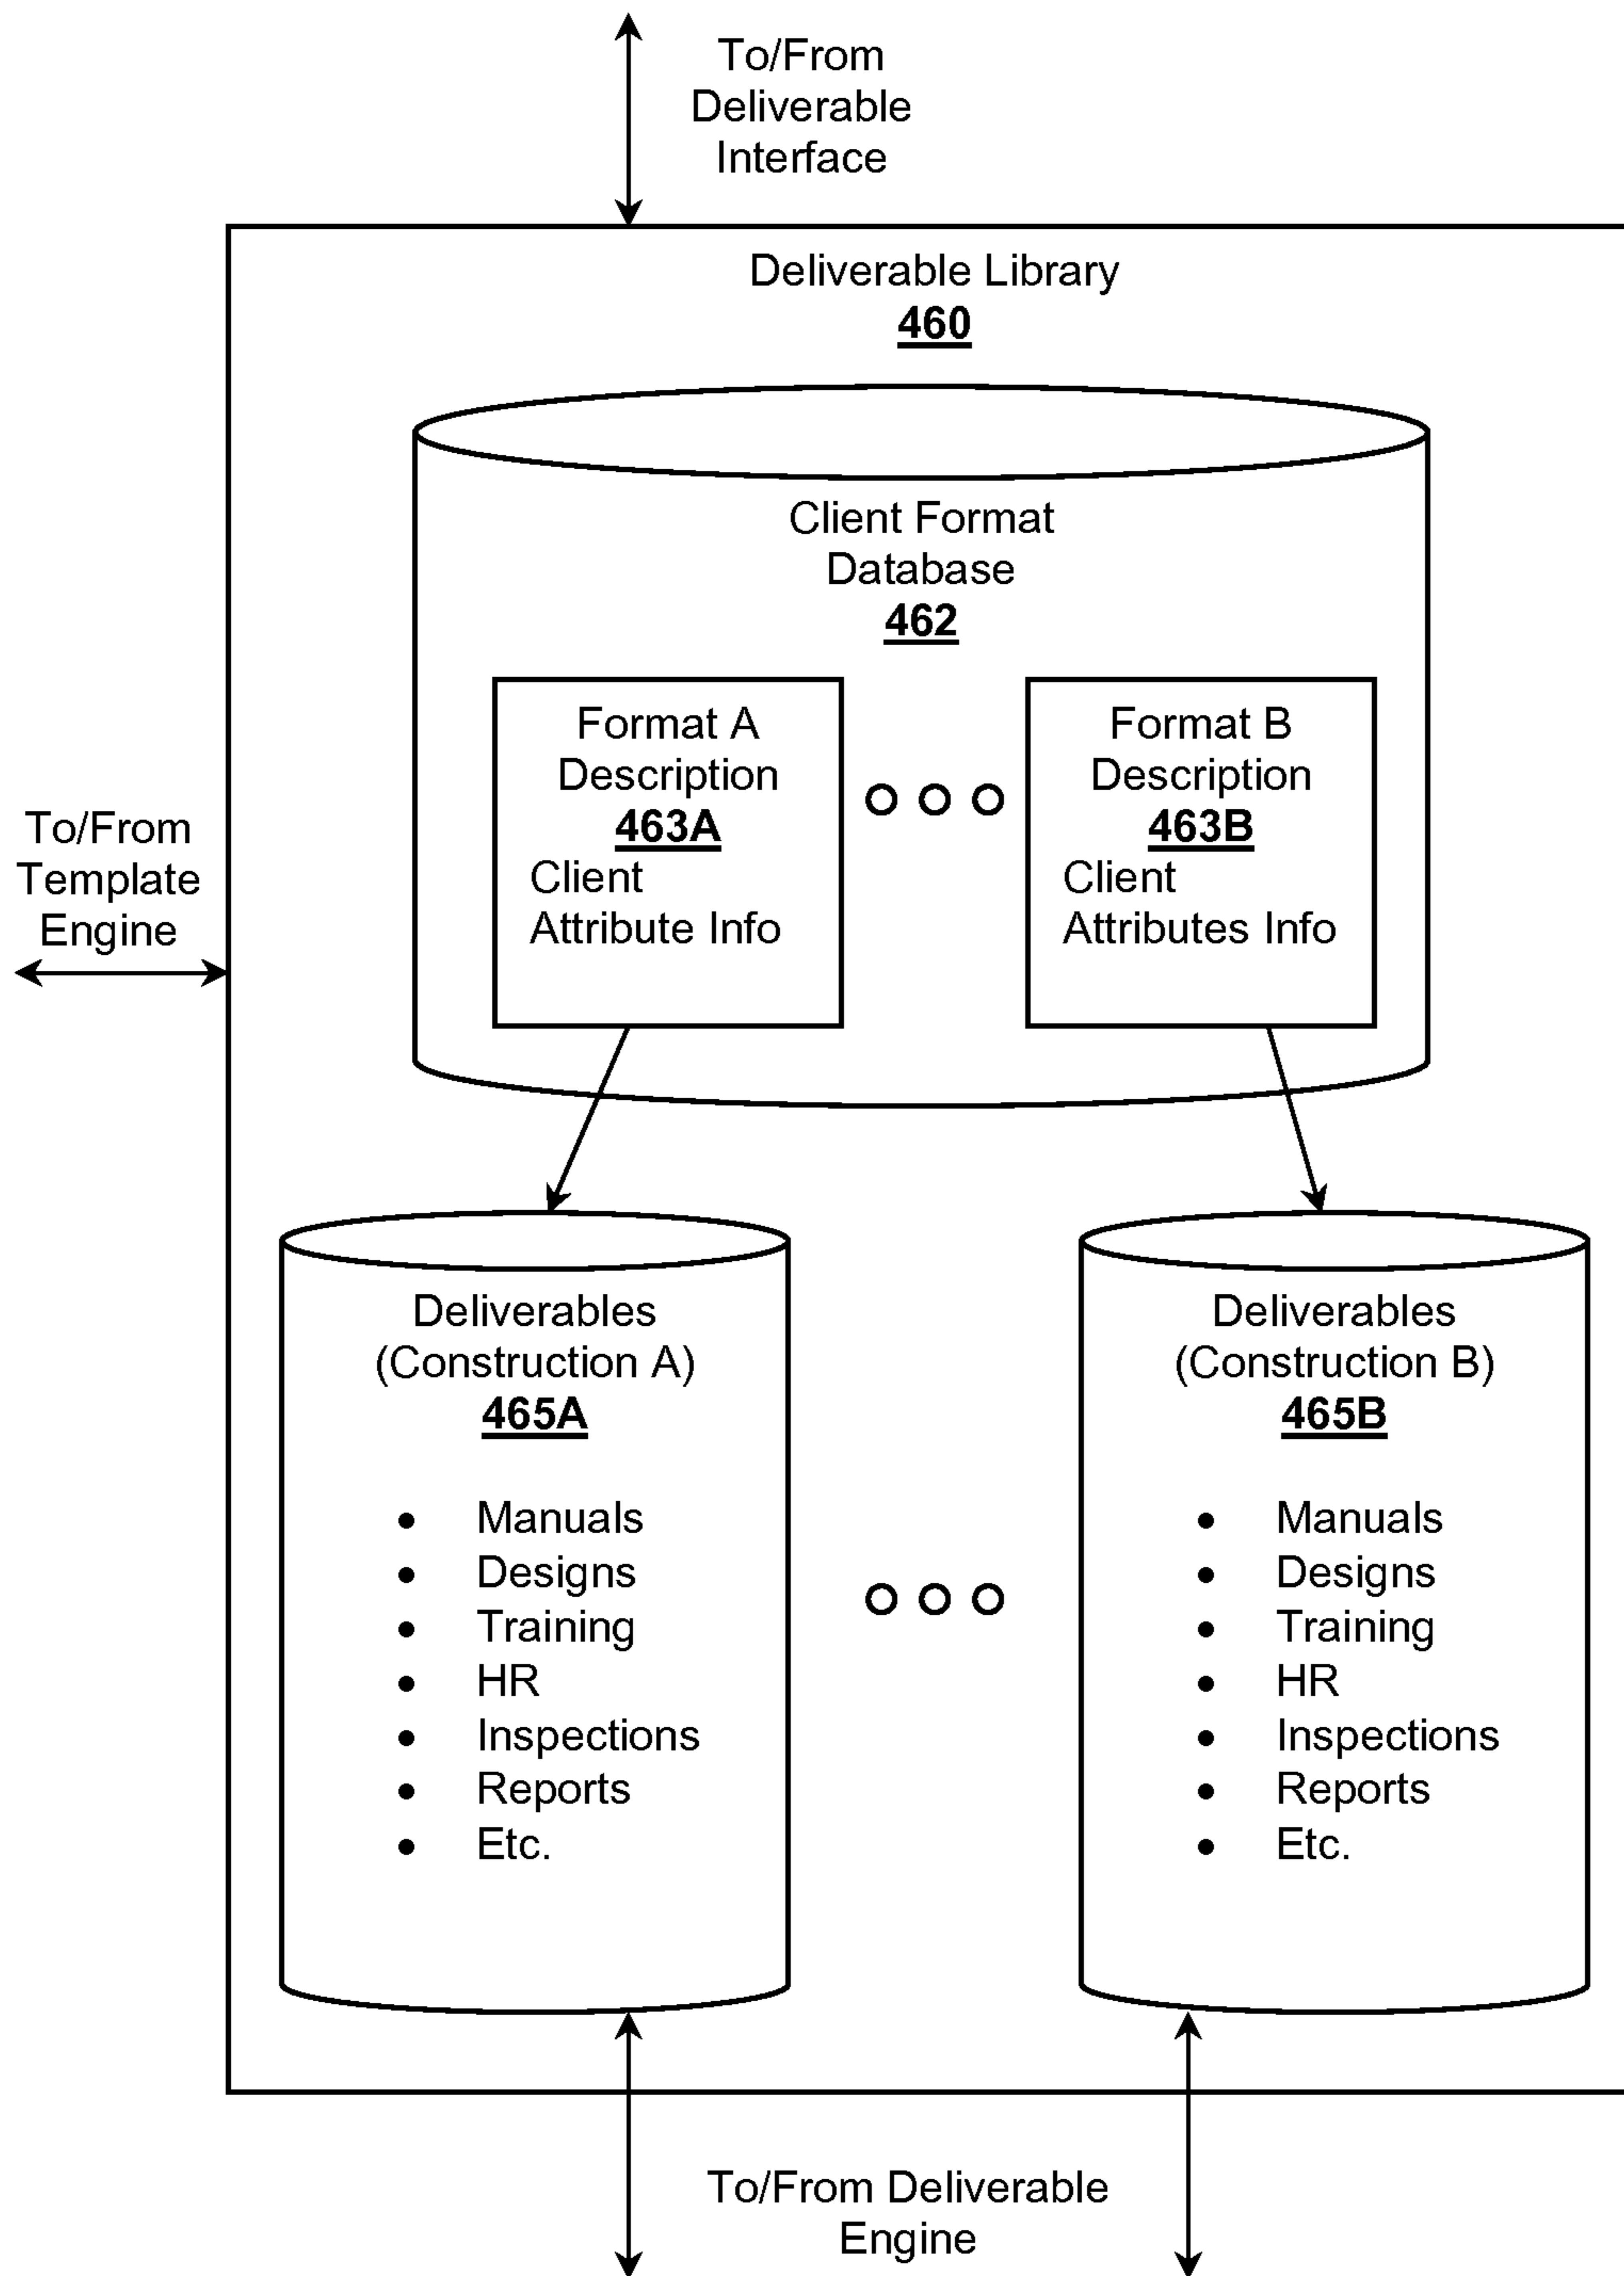 To/From
Deliverable
Interface
Deliverable Library
460
Client Format
Database
462
Format A
Description
463A
Client
Attribute Info
Format B
Description
463B
Client
Attributes Info
To/From
Template
Engine
Deliverables
(Construction A)
465A
• Manuals
• Designs
• Training
• HR
• Inspections
• Reports
• Etc.
Deliverables
(Construction B)
465B
• Manuals
• Designs
• Training
• HR
• Inspections
• Reports
• Etc.
To/From Deliverable
Engine